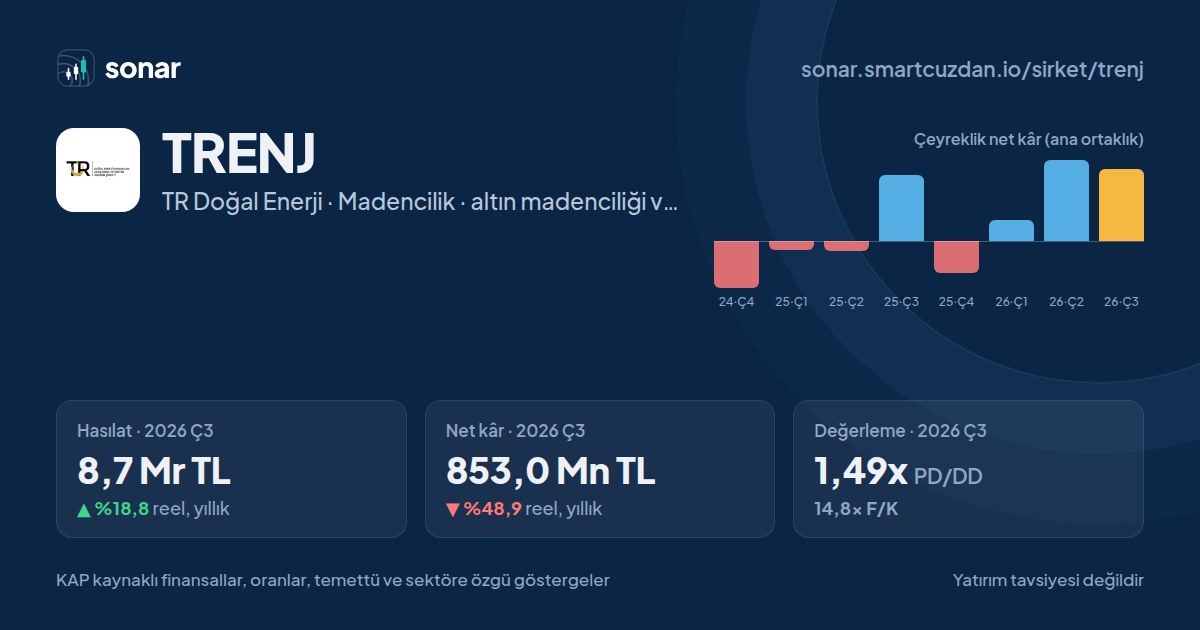 sonar
sonar.smartcuzdan.io/sirket/trenj
TR
TRENJ
TR Doğal Enerji · Madencilik · altın madenciliği v…
Çeyreklik net kâr (ana ortaklık)
24-Ç4 25-Ç1 25-Ç2 25-Ç3 25-Ç4 26-Ç1 26-Ç2 26-Ç3
Hasılat · 2026 Ç3
8,7 Mr TL
▲ %18,8 reel, yıllık
Net kâr · 2026 Ç3
853,0 Mn TL
▼ %48,9 reel, yıllık
Değerleme · 2026 Ç3
1,49x PD/DD
14,8× F/K
KAP kaynaklı finansallar, oranlar, temettü ve sektöre özgü göstergeler
Yatırım tavsiyesi değildir